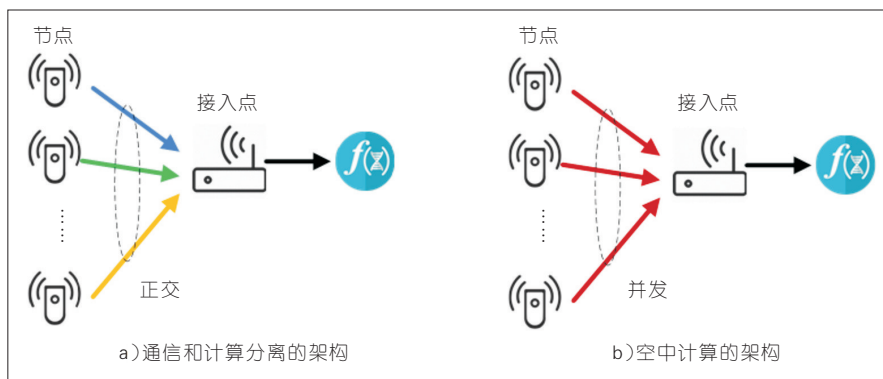 节点
接入点
f(x)
……
正交
a)通信和计算分离的架构
节点
接入点
f(x)
……
并发
b)空中计算的架构